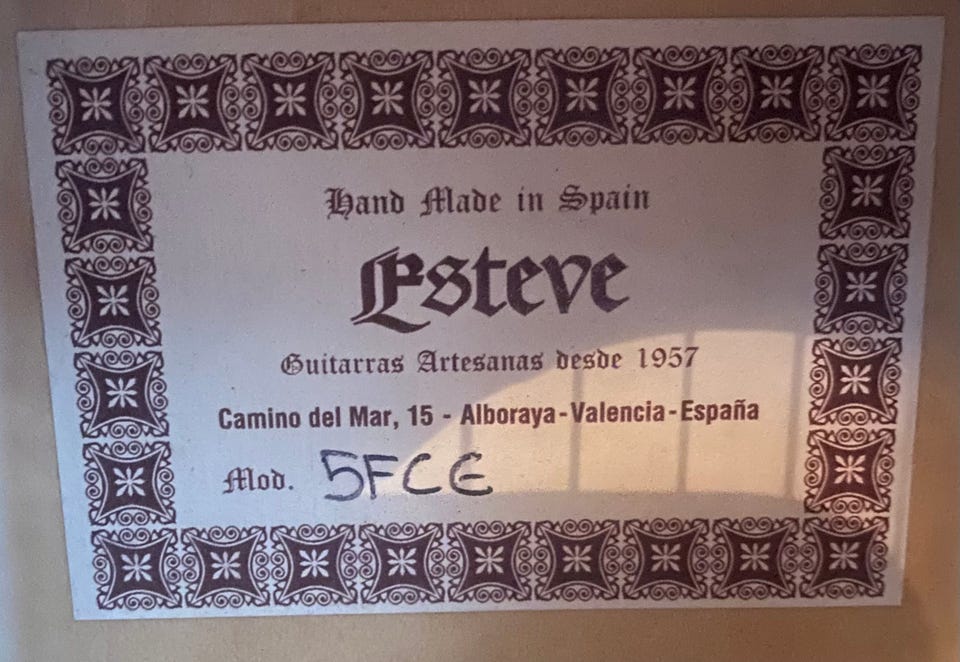 Hand Made in Spain
Esteve
Guitarras Artesanas desde 1957
Camino del Mar, 15 - Alboraya - Valencia - España
Mod. 5FCE